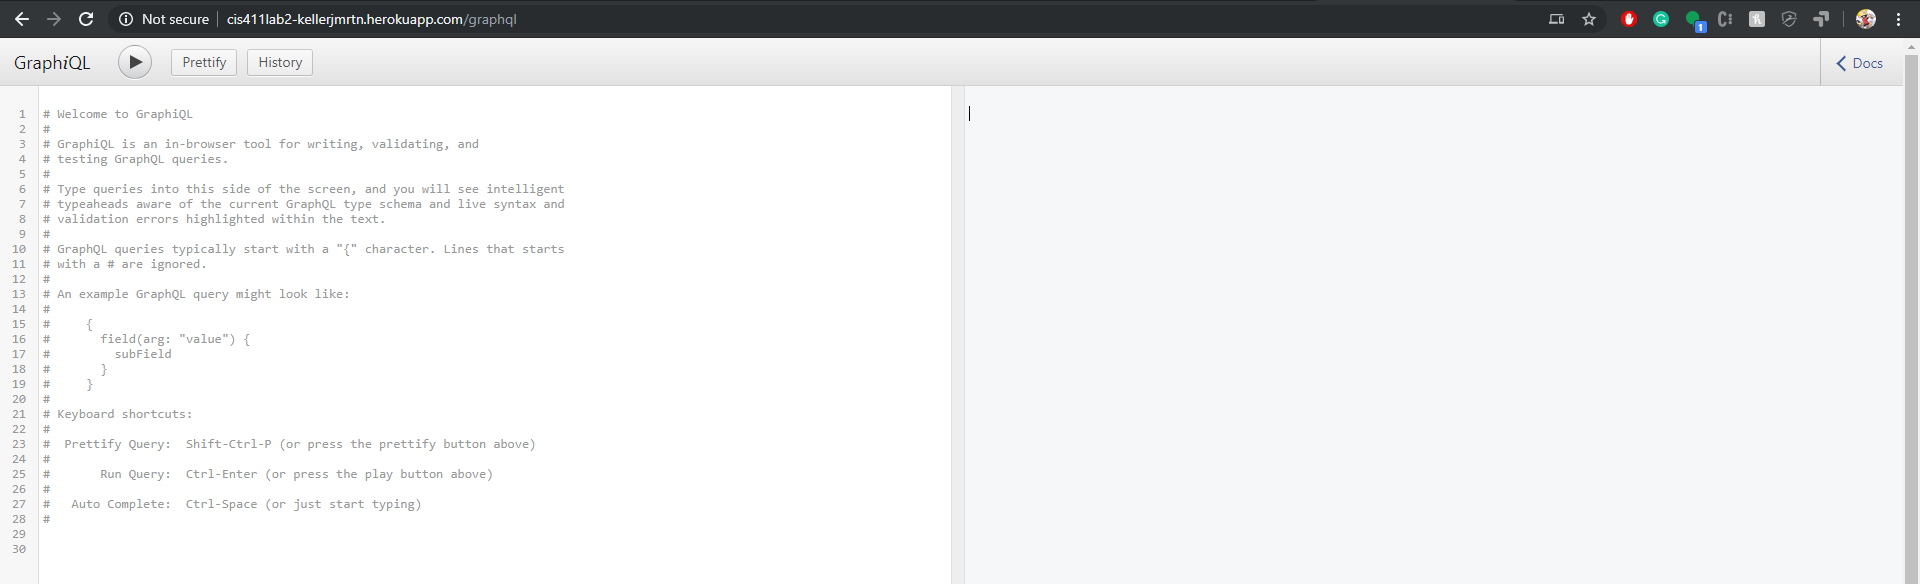 Not secure | cis411lab2-kellerjmrtn.herokuapp.com/graphql
1
GraphiQL Prettify History Docs
1 # Welcome to GraphiQL
2 #
3 # GraphiQL is an in-browser tool for writing, validating, and
4 # testing GraphQL queries.
5 #
6 # Type queries into this side of the screen, and you will see intelligent
7 # typeaheads aware of the current GraphQL type schema and live syntax and
8 # validation errors highlighted within the text.
9 #
10 # GraphQL queries typically start with a "{" character. Lines that starts
11 # with a # are ignored.
12 #
13 # An example GraphQL query might look like:
14 #
15 #     {
16 #       field(arg: "value") {
17 #         subField
18 #       }
19 #     }
20 #
21 # Keyboard shortcuts:
22 #
23 #  Prettify Query:  Shift-Ctrl-P (or press the prettify button above)
24 #
25 #       Run Query:  Ctrl-Enter (or press the play button above)
26 #
27 #   Auto Complete:  Ctrl-Space (or just start typing)
28 #
29
30